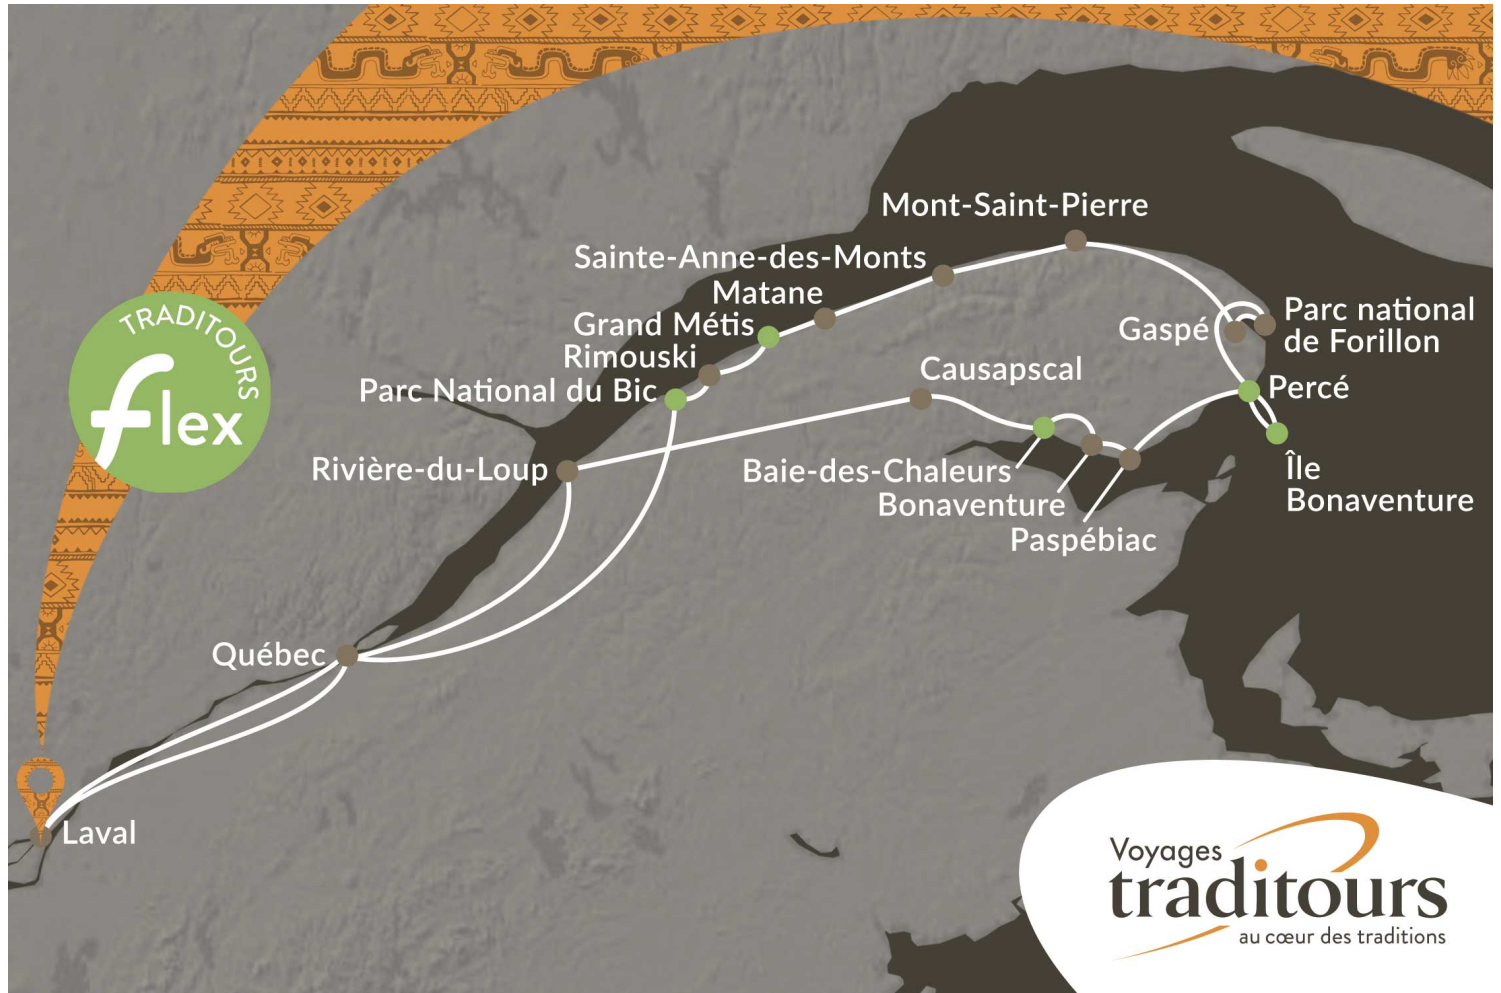 Mont-Saint-Pierre
Sainte-Anne-des-Monts
Matane
Grand Métis
Rimouski
Parc National du Bic
Rivière-du-Loup
Québec
Laval
Causapscal
Baie-des-Chaleurs
Bonaventure
Paspébiac
Gaspé
Parc national
de Forillon
Percé
Île
Bonaventure
TRADITOURS
flex
Voyages
traditours
au cœur des traditions